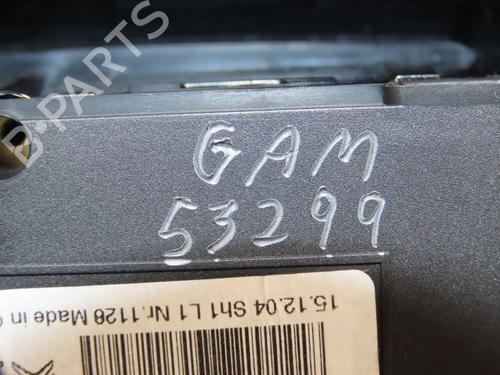 B-PARTS
GAM
53299
15.12.04 Sh1 L1 Nr.1128 Made in